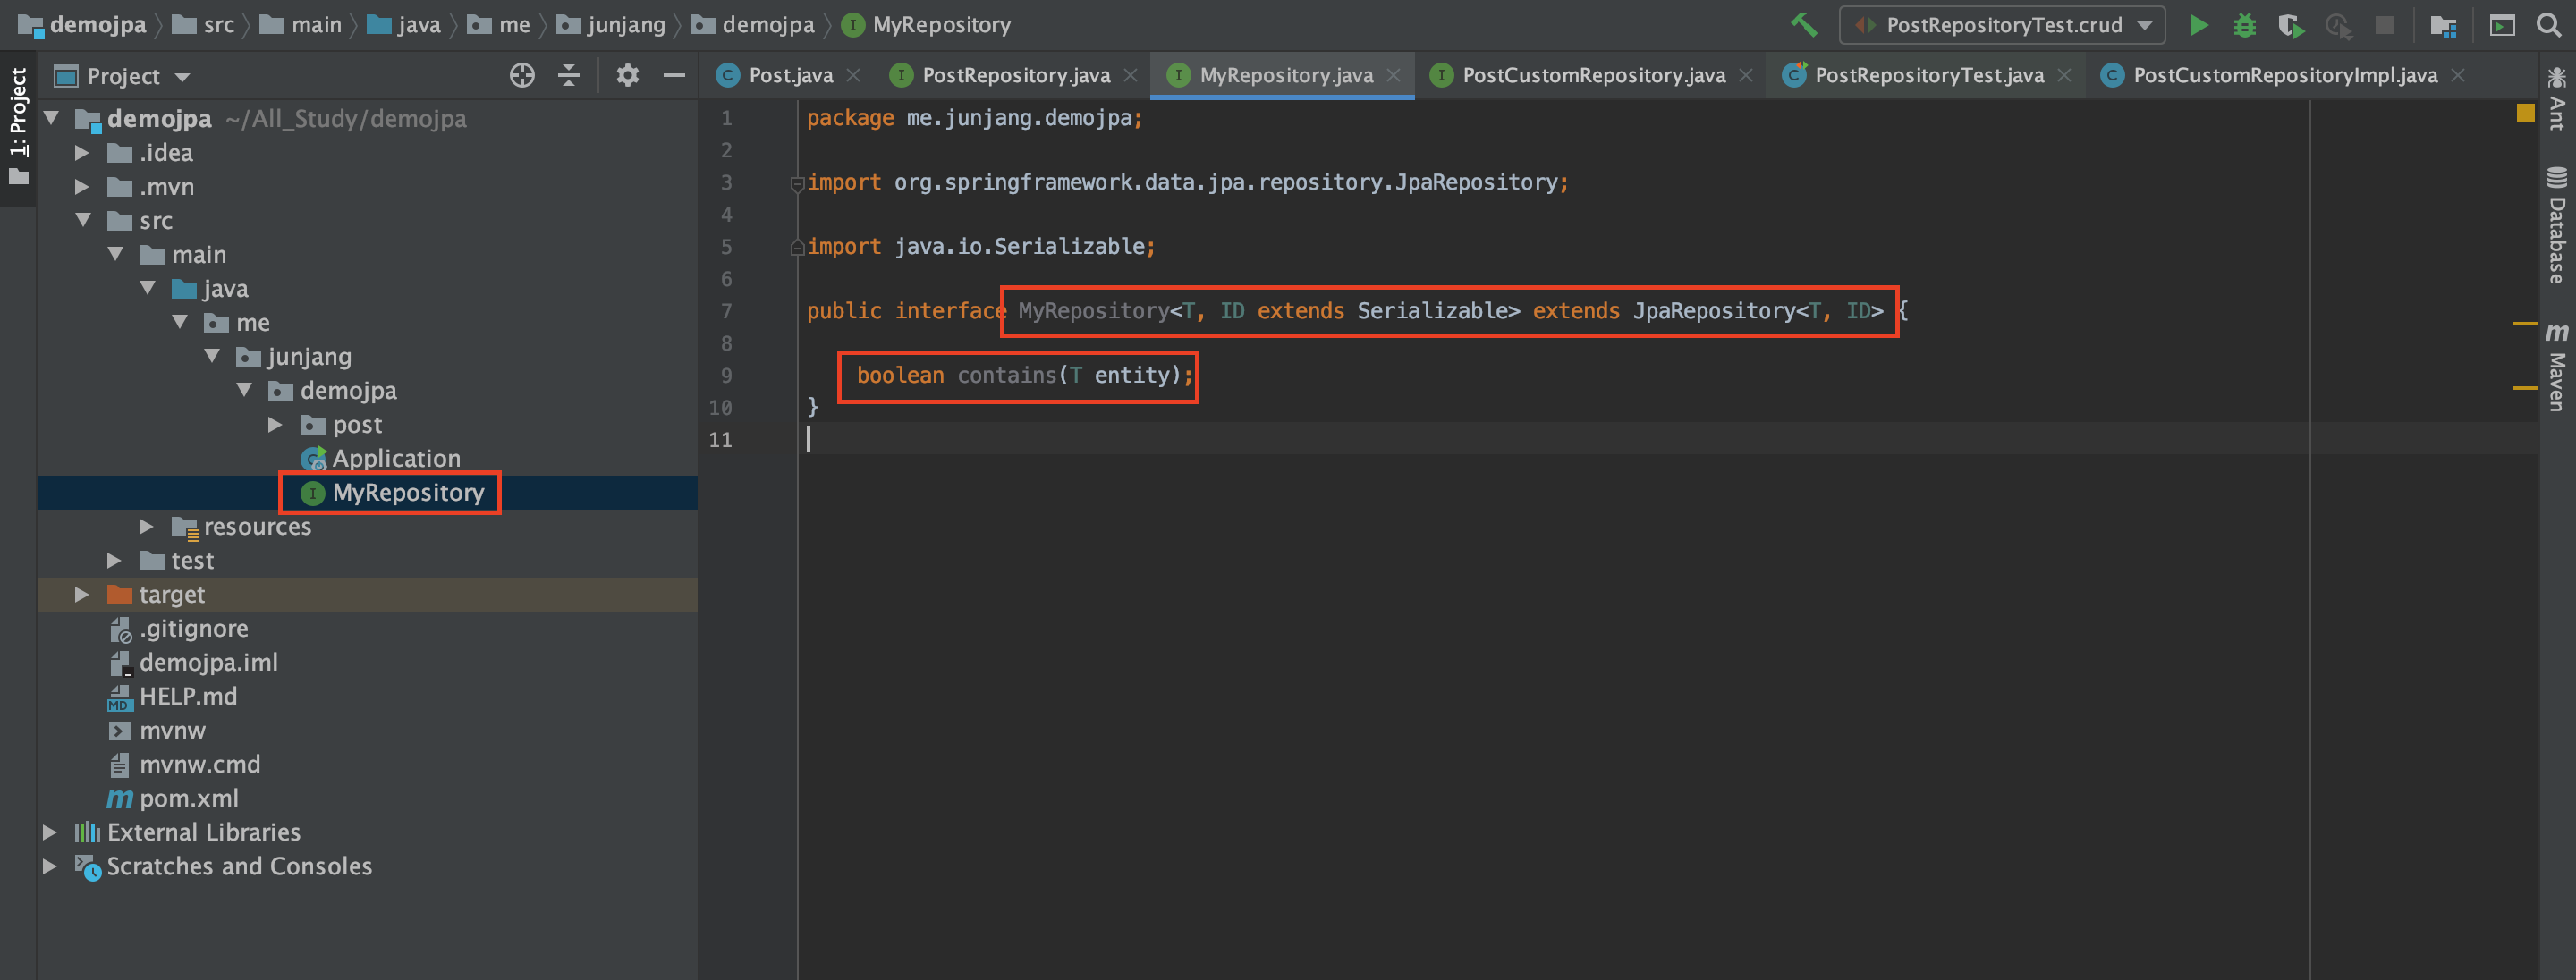 demojpa src main java me junjang demojpa I MyRepository PostRepositoryTest.crud
1: Project
Project
C Post.java I PostRepository.java I MyRepository.java I PostCustomRepository.java C PostRepositoryTest.java C PostCustomRepositoryImpl.java
demojpa ~/All_Study/demojpa
.idea
.mvn
src
main
java
me
junjang
demojpa
post
Application
I MyRepository
resources
test
target
.gitignore
demojpa.iml
HELP.md
mvnw
mvnw.cmd
m pom.xml
External Libraries
Scratches and Consoles
1 package me.junjang.demojpa;
2
3 import org.springframework.data.jpa.repository.JpaRepository;
4
5 import java.io.Serializable;
6
7 public interface MyRepository<T, ID extends Serializable> extends JpaRepository<T, ID> {
8
9 boolean contains(T entity);
10 }
11
Ant
Database
m Maven